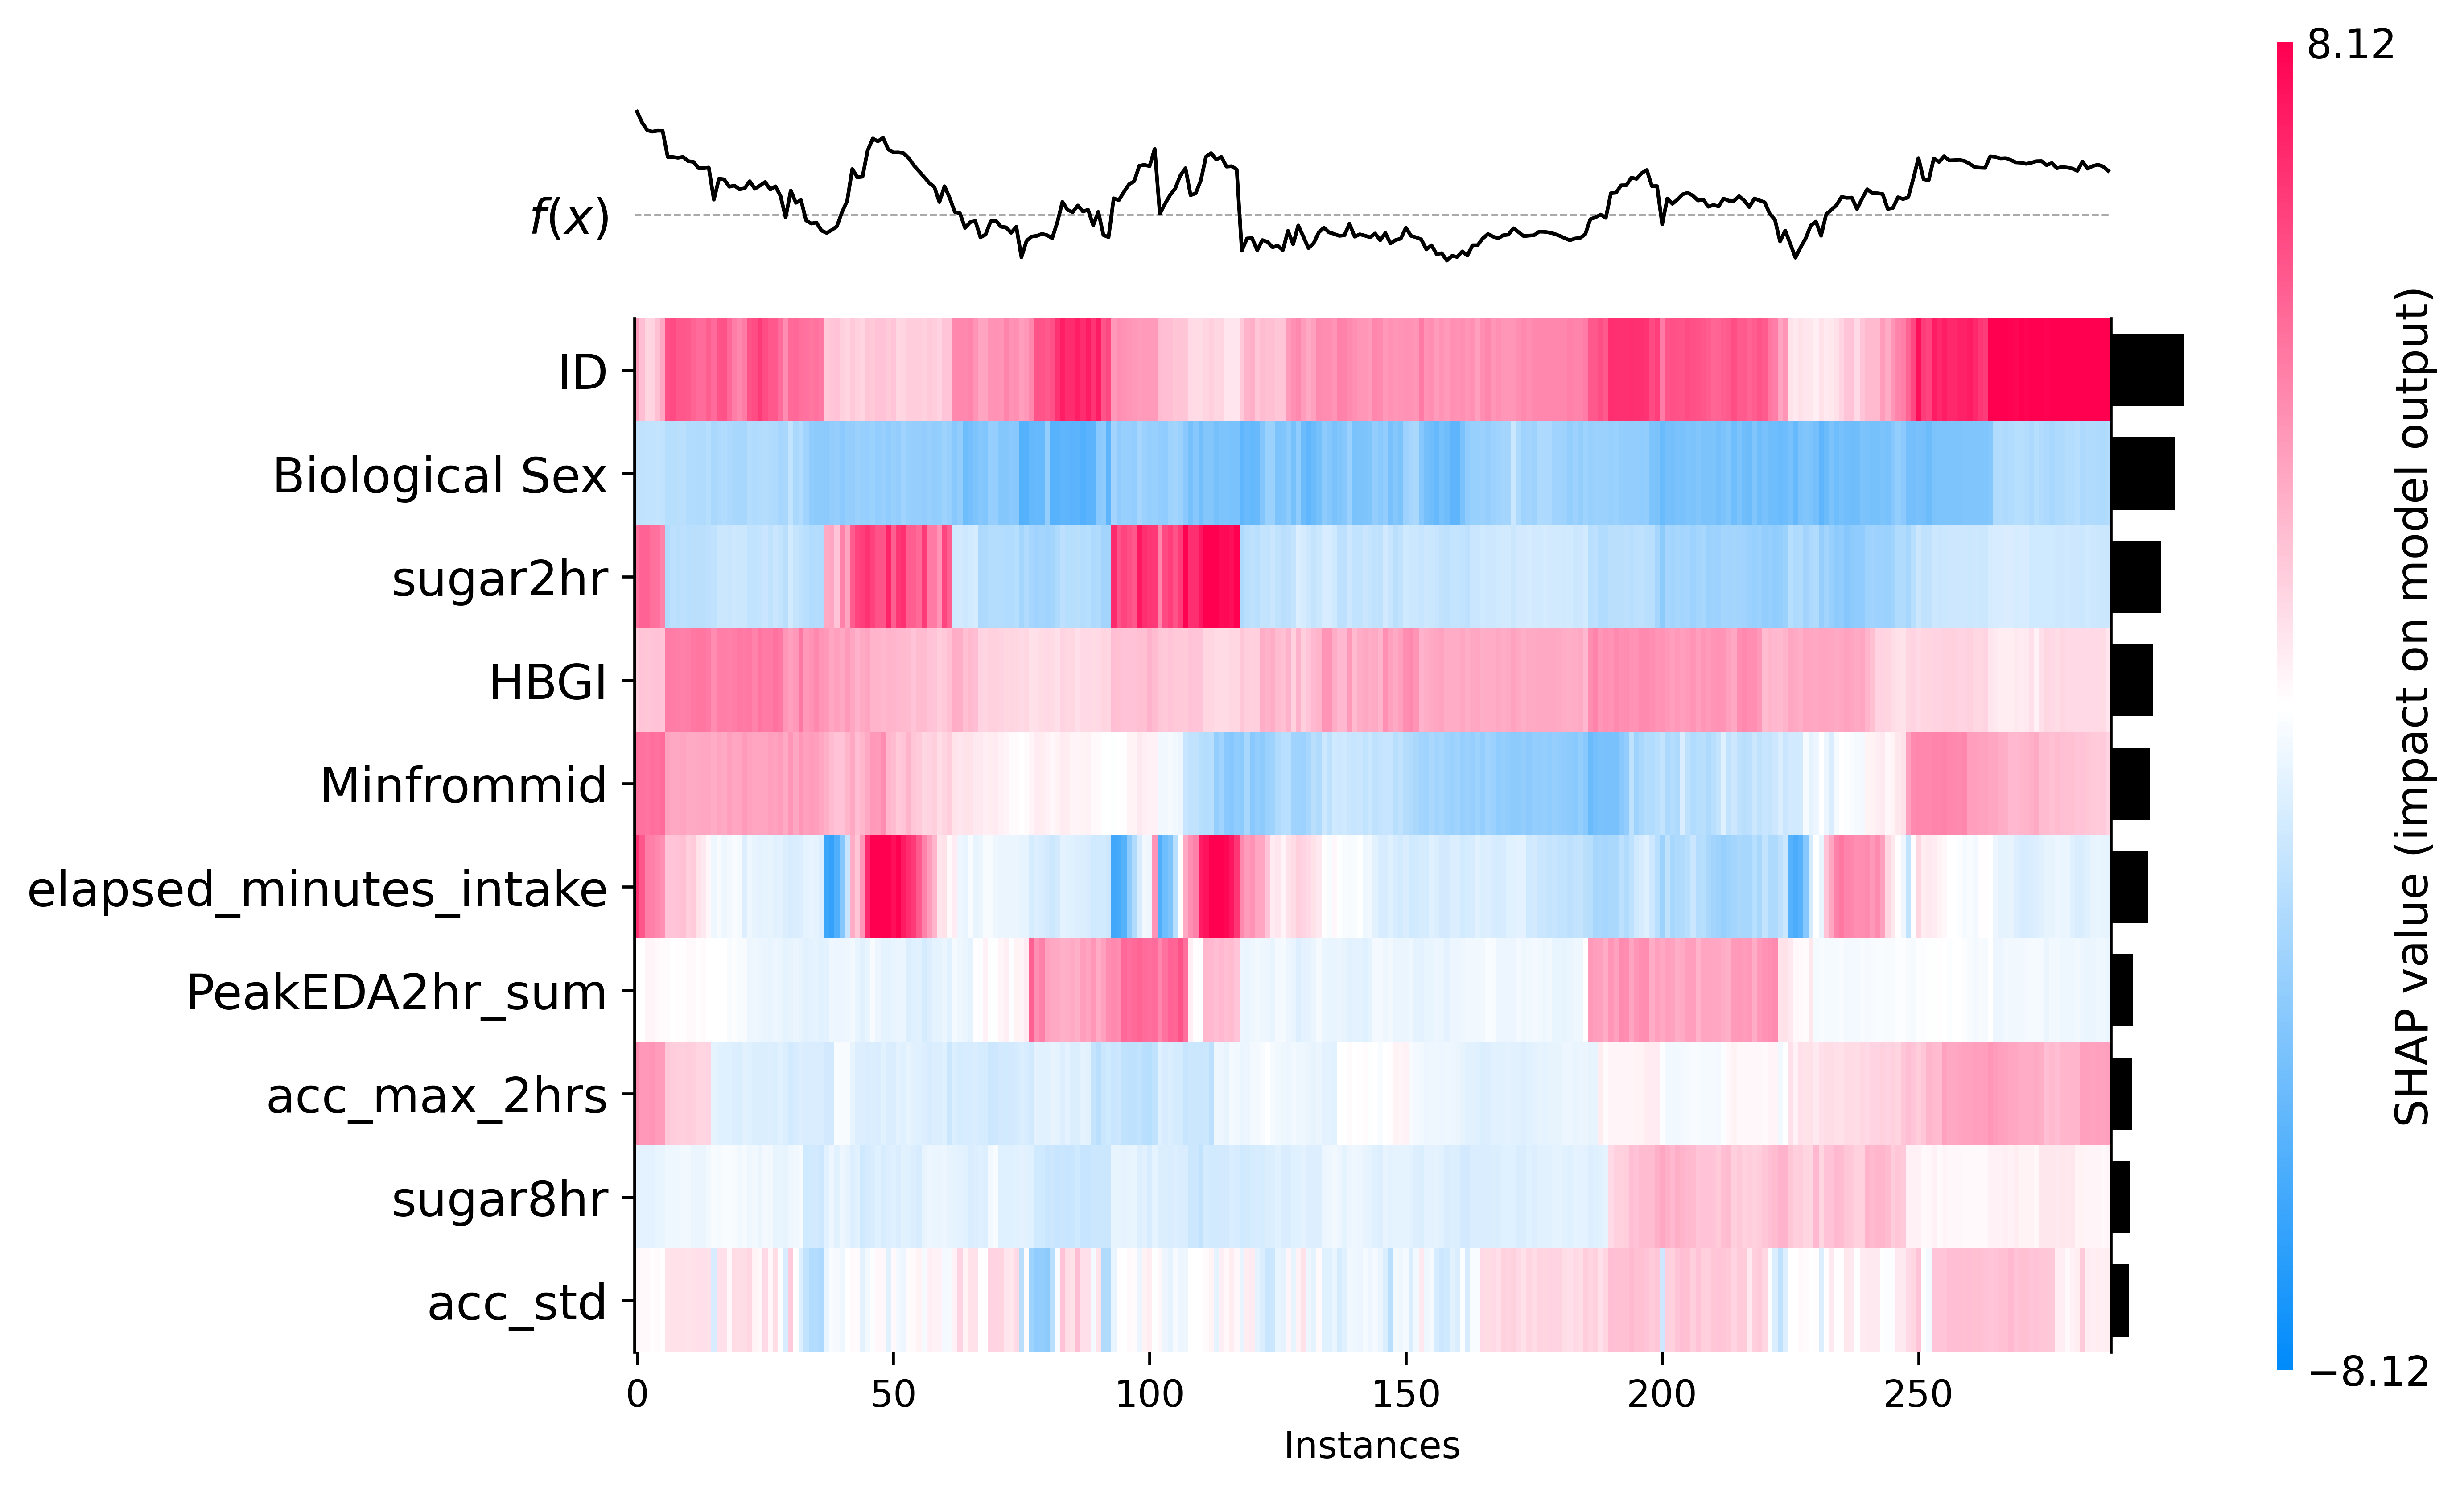 8.12
f(x)
ID
Biological Sex
sugar2hr
HBGI
Minfrommid
elapsed_minutes_intake
PeakEDA2hr_sum
acc_max_2hrs
sugar8hr
acc_std
0 50 100 150 200 250
Instances
−8.12
SHAP value (impact on model output)